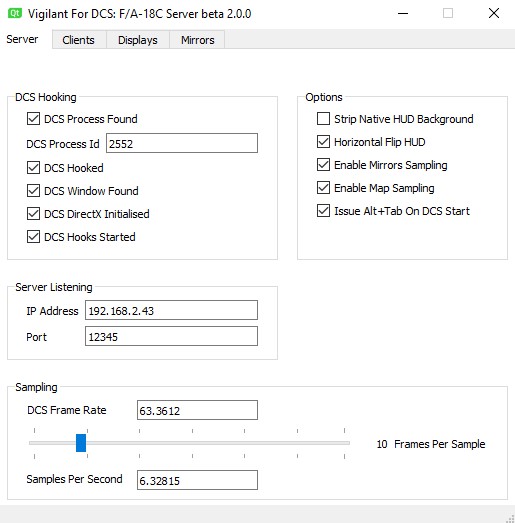 Qt Vigilant For DCS: F/A-18C Server beta 2.0.0
Server Clients Displays Mirrors
DCS Hooking
DCS Process Found
DCS Process Id 2552
DCS Hooked
DCS Window Found
DCS DirectX Initialised
DCS Hooks Started
Options
Strip Native HUD Background
Horizontal Flip HUD
Enable Mirrors Sampling
Enable Map Sampling
Issue Alt+Tab On DCS Start
Server Listening
IP Address 192.168.2.43
Port 12345
Sampling
DCS Frame Rate 63.3612
10 Frames Per Sample
Samples Per Second 6.32815